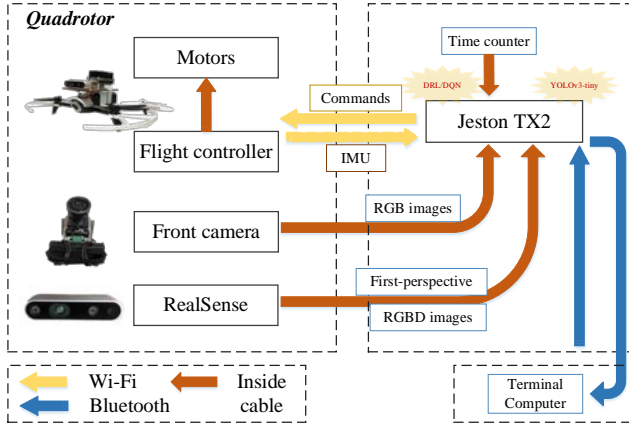 Quadrotor
Motors
Flight controller
Front camera
RealSense
Commands
IMU
RGB images
First-perspective
RGBD images
Time counter
DRL/DQN
YOLOv3-tiny
Jeston TX2
Wi-Fi
Bluetooth
Inside
cable
Terminal
Computer